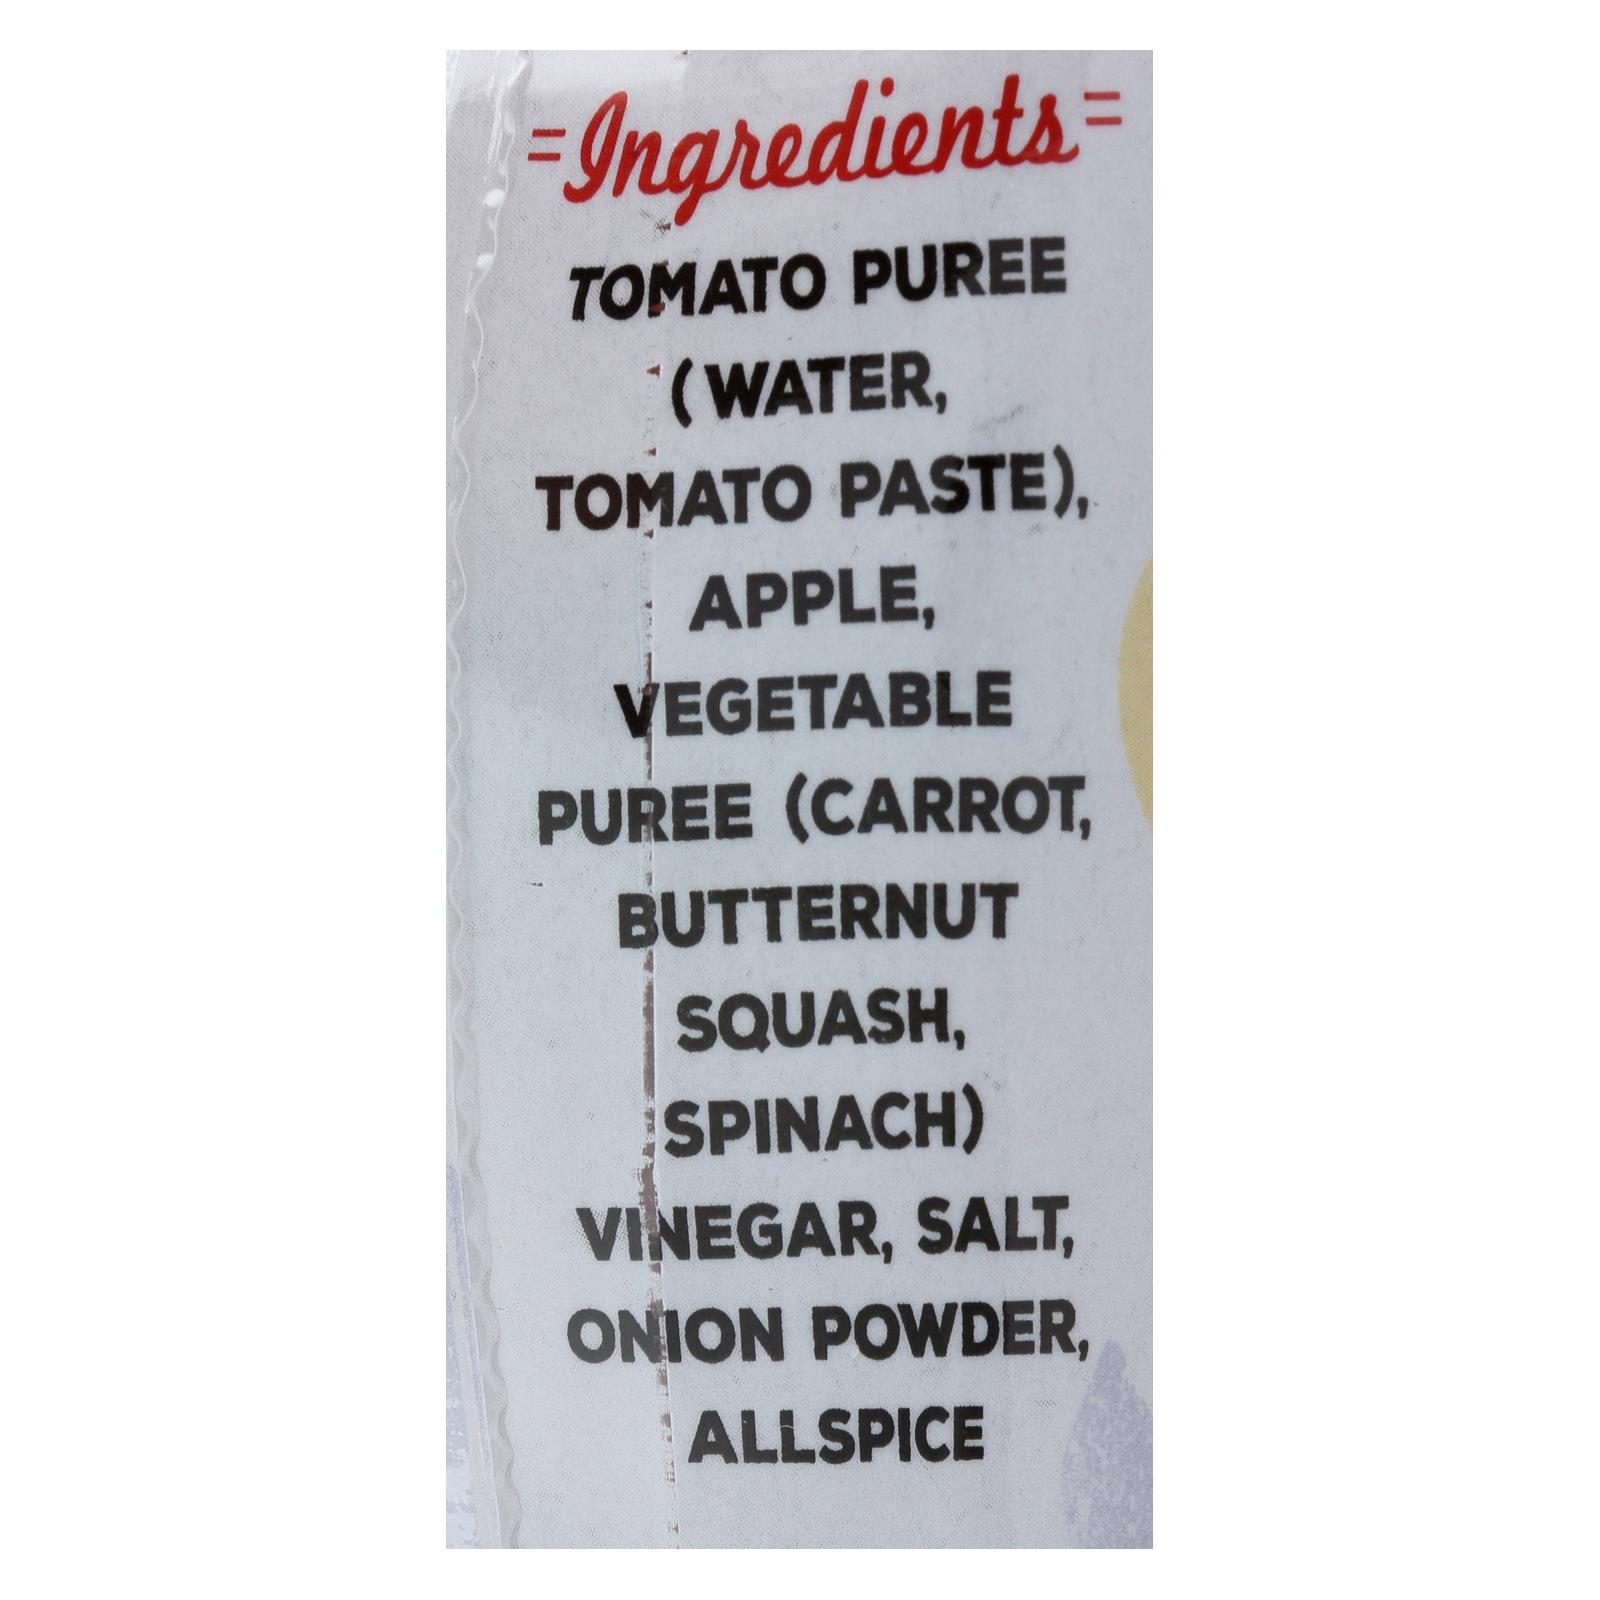 =Ingredients=
TOMATO PUREE
(WATER,
TOMATO PASTE),
APPLE,
VEGETABLE
PUREE (CARROT,
BUTTERNUT
SQUASH,
SPINACH)
VINEGAR, SALT,
ONION POWDER,
ALLSPICE